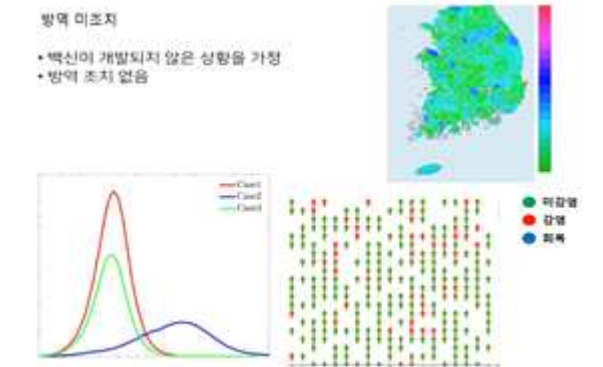 방역 미조치
• 백신이 개발되지 않은 상황을 가정
• 방역 조치 없음
Case1
Case2
Case3
미감염
감염
회복